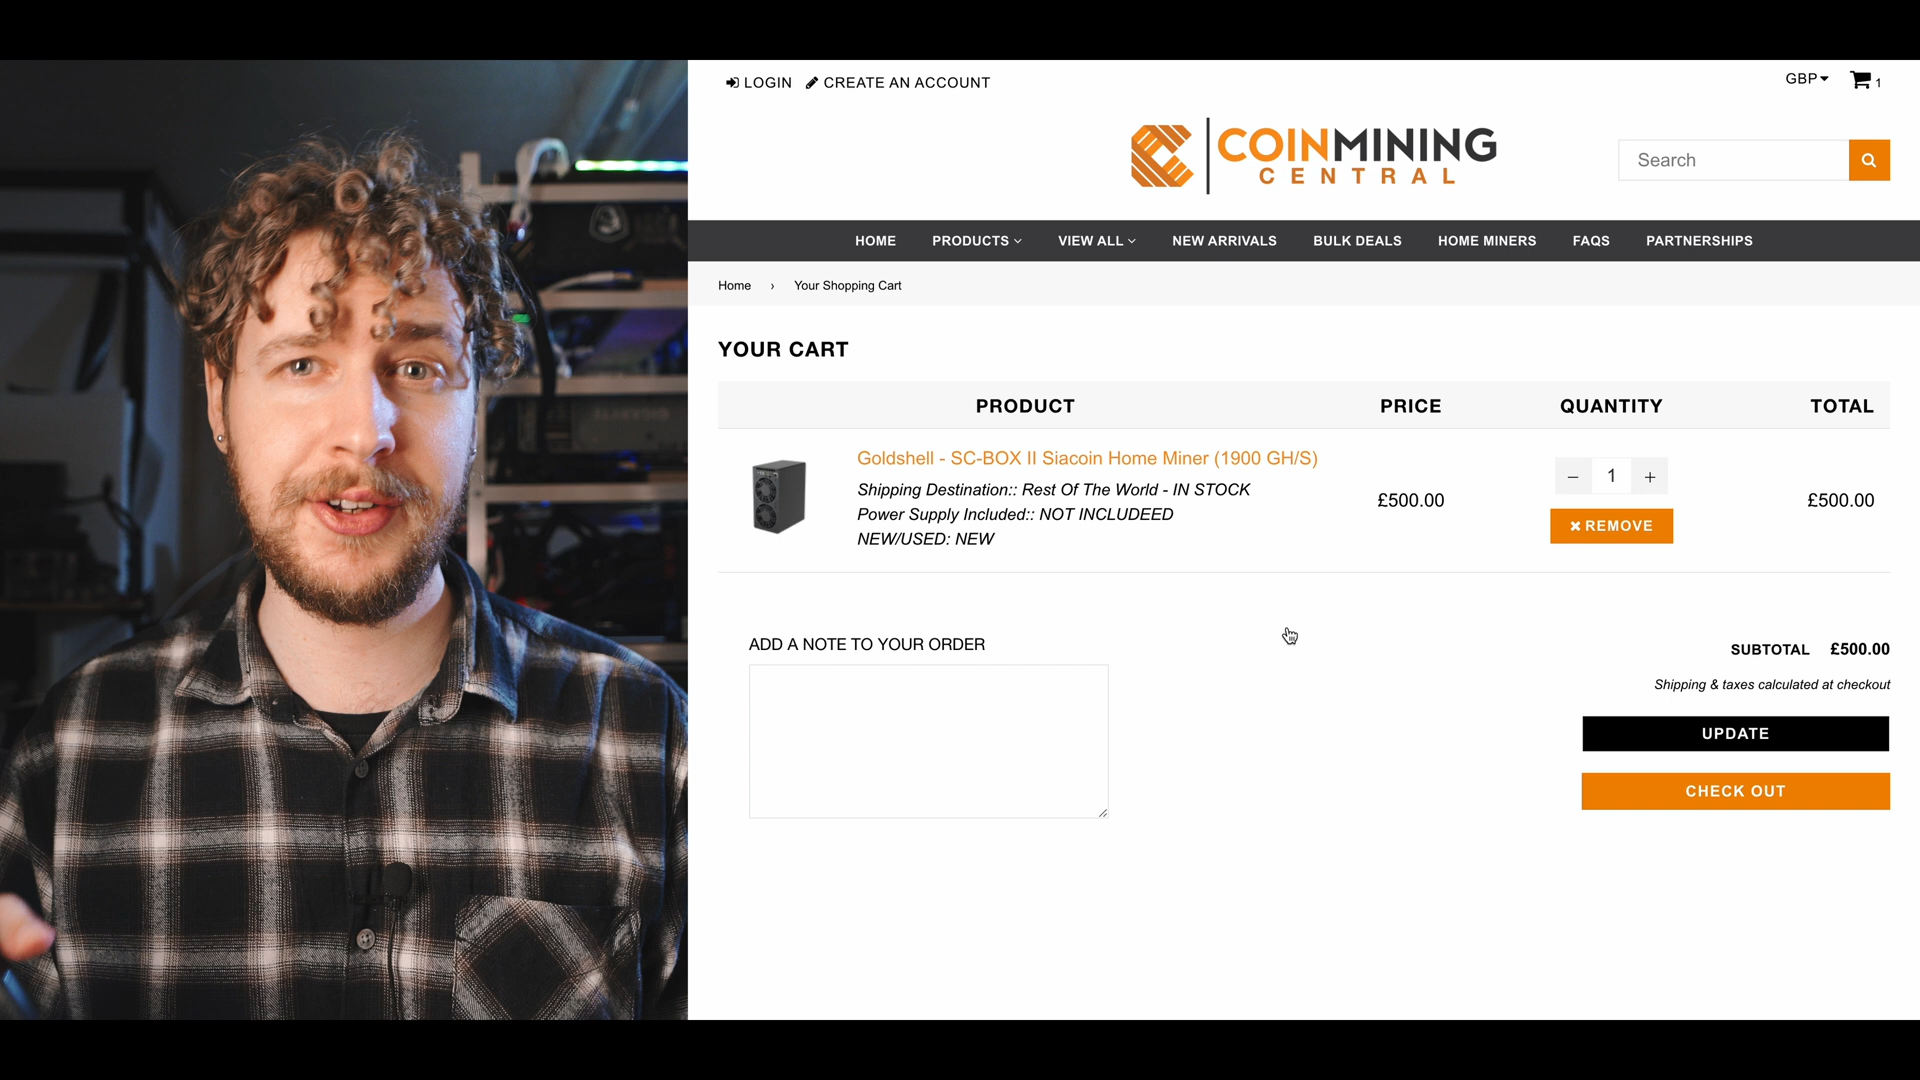 LOGIN CREATE AN ACCOUNT
GBP 1
COINMINING
CENTRAL
Search
HOME PRODUCTS VIEW ALL NEW ARRIVALS BULK DEALS HOME MINERS FAQS PARTNERSHIPS
Home › Your Shopping Cart
YOUR CART
PRODUCT PRICE QUANTITY TOTAL
Goldshell - SC-BOX II Siacoin Home Miner (1900 GH/S)
Shipping Destination:: Rest Of The World - IN STOCK
Power Supply Included:: NOT INCLUDEED
NEW/USED: NEW
£500.00
− 1 +
REMOVE
£500.00
ADD A NOTE TO YOUR ORDER
SUBTOTAL £500.00
Shipping & taxes calculated at checkout
UPDATE
CHECK OUT